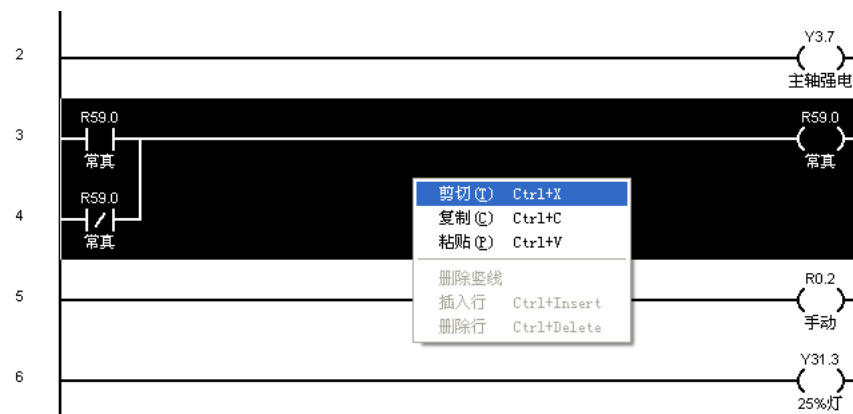 2
Y3.7
主轴强电
3
R59.0
常真
R59.0
常真
4
R59.0
常真
剪切(T) Ctrl+X
复制(C) Ctrl+C
粘贴(P) Ctrl+V
删除竖线
插入行 Ctrl+Insert
删除行 Ctrl+Delete
5
R0.2
手动
6
Y31.3
25%灯